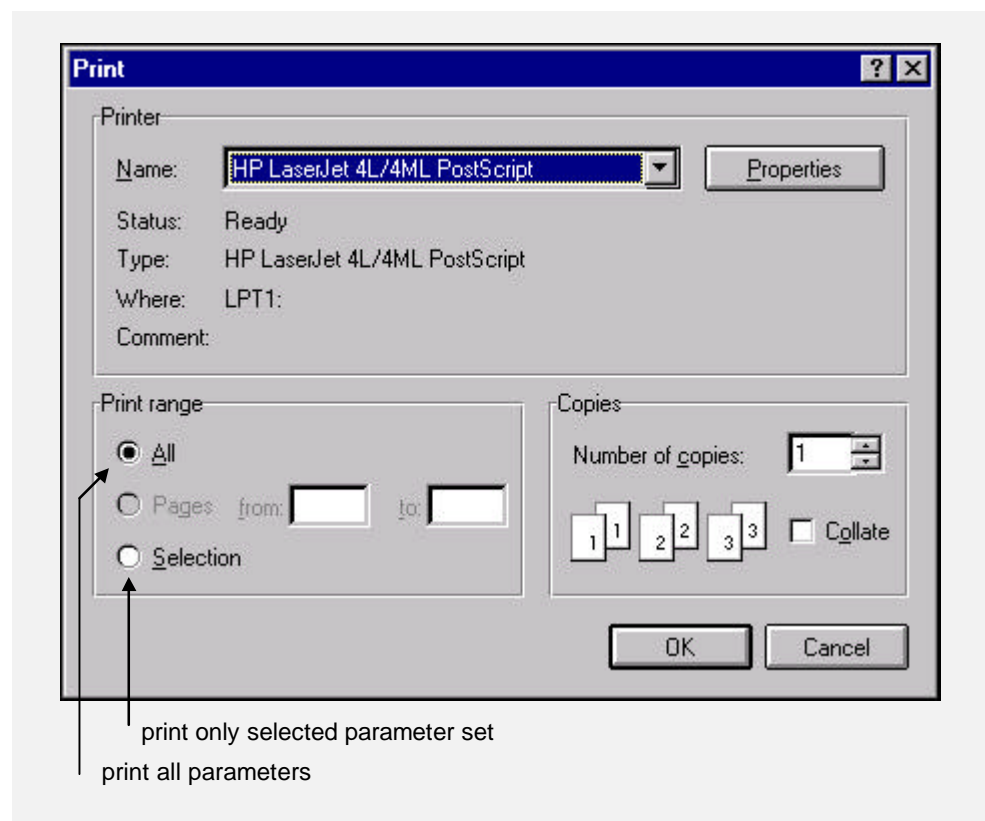 Print
Printer
Name: HP LaserJet 4L/4ML PostScript Properties
Status: Ready
Type: HP LaserJet 4L/4ML PostScript
Where: LPT1:
Comment:
Print range
All
Pages from: to:
Selection
Copies
Number of copies: 1
1 1 2 2 3 3 Collate
OK Cancel
print only selected parameter set
print all parameters